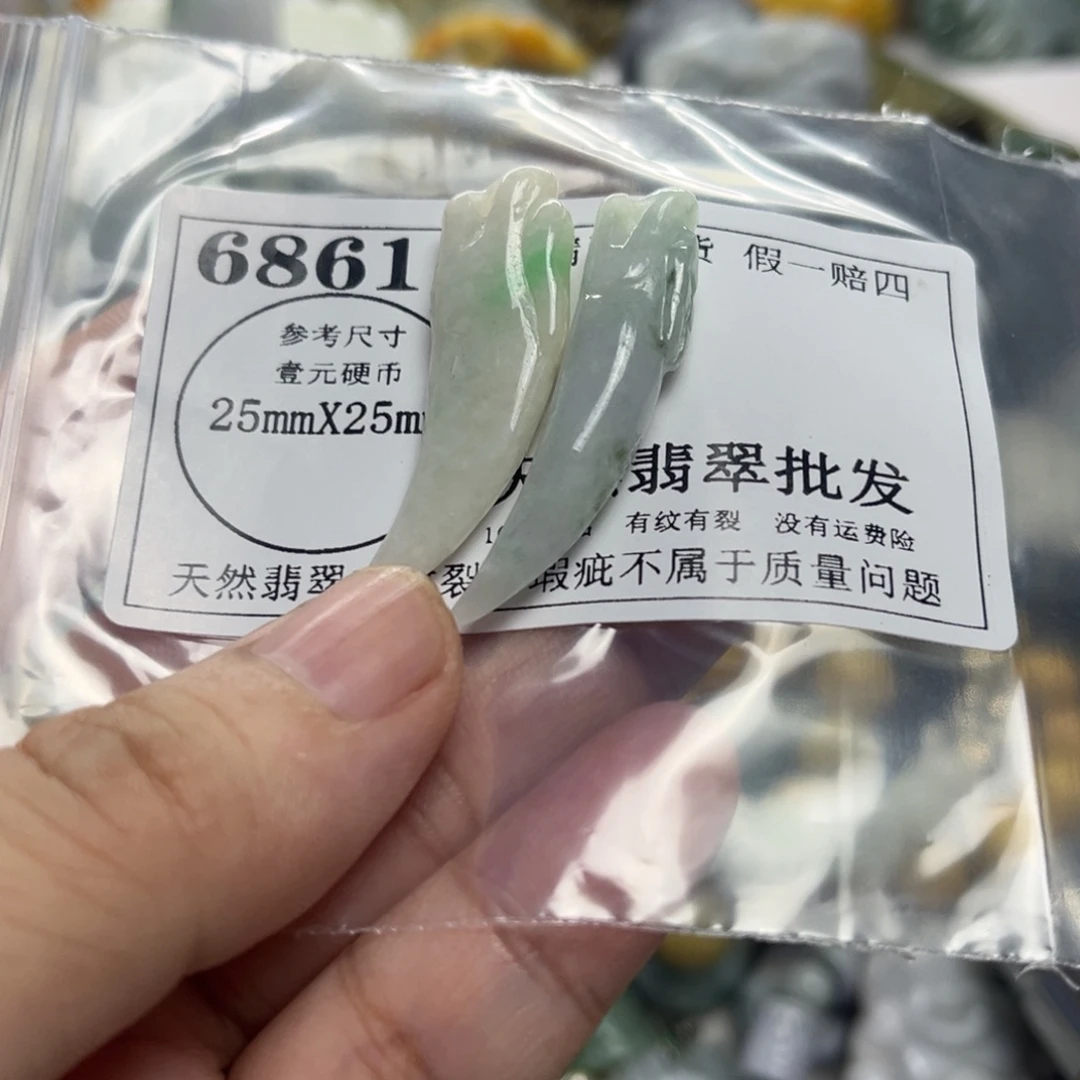 6861
货 假一赔四
参考尺寸
壹元硬币
25mmX25m
翡翠批发
有纹有裂 没有运费险
天然翡翠 裂 瑕疵不属于质量问题